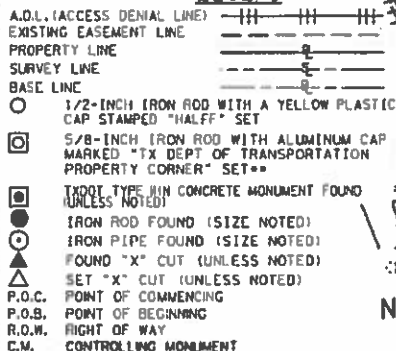 A.D.L. (ACCESS DENIAL LINE)
EXISTING EASEMENT LINE
PROPERTY LINE
SURVEY LINE
BASE LINE
1/2-INCH IRON ROD WITH A YELLOW PLASTIC
CAP STAMPED "HALFF" SET
5/8-INCH IRON ROD WITH ALUMINUM CAP
MARKED "TX DEPT OF TRANSPORTATION
PROPERTY CORNER" SET**
TXDOT TYPE II\N CONCRETE MONUMENT FOUND
(UNLESS NOTED)
IRON ROD FOUND (SIZE NOTED)
IRON PIPE FOUND (SIZE NOTED)
FOUND "X" CUT (UNLESS NOTED)
SET "X" CUT (UNLESS NOTED)
P.O.C. POINT OF COMMENCING
P.O.B. POINT OF BEGINNING
R.O.W. RIGHT OF WAY
C.M. CONTROLLING MONUMENT
N